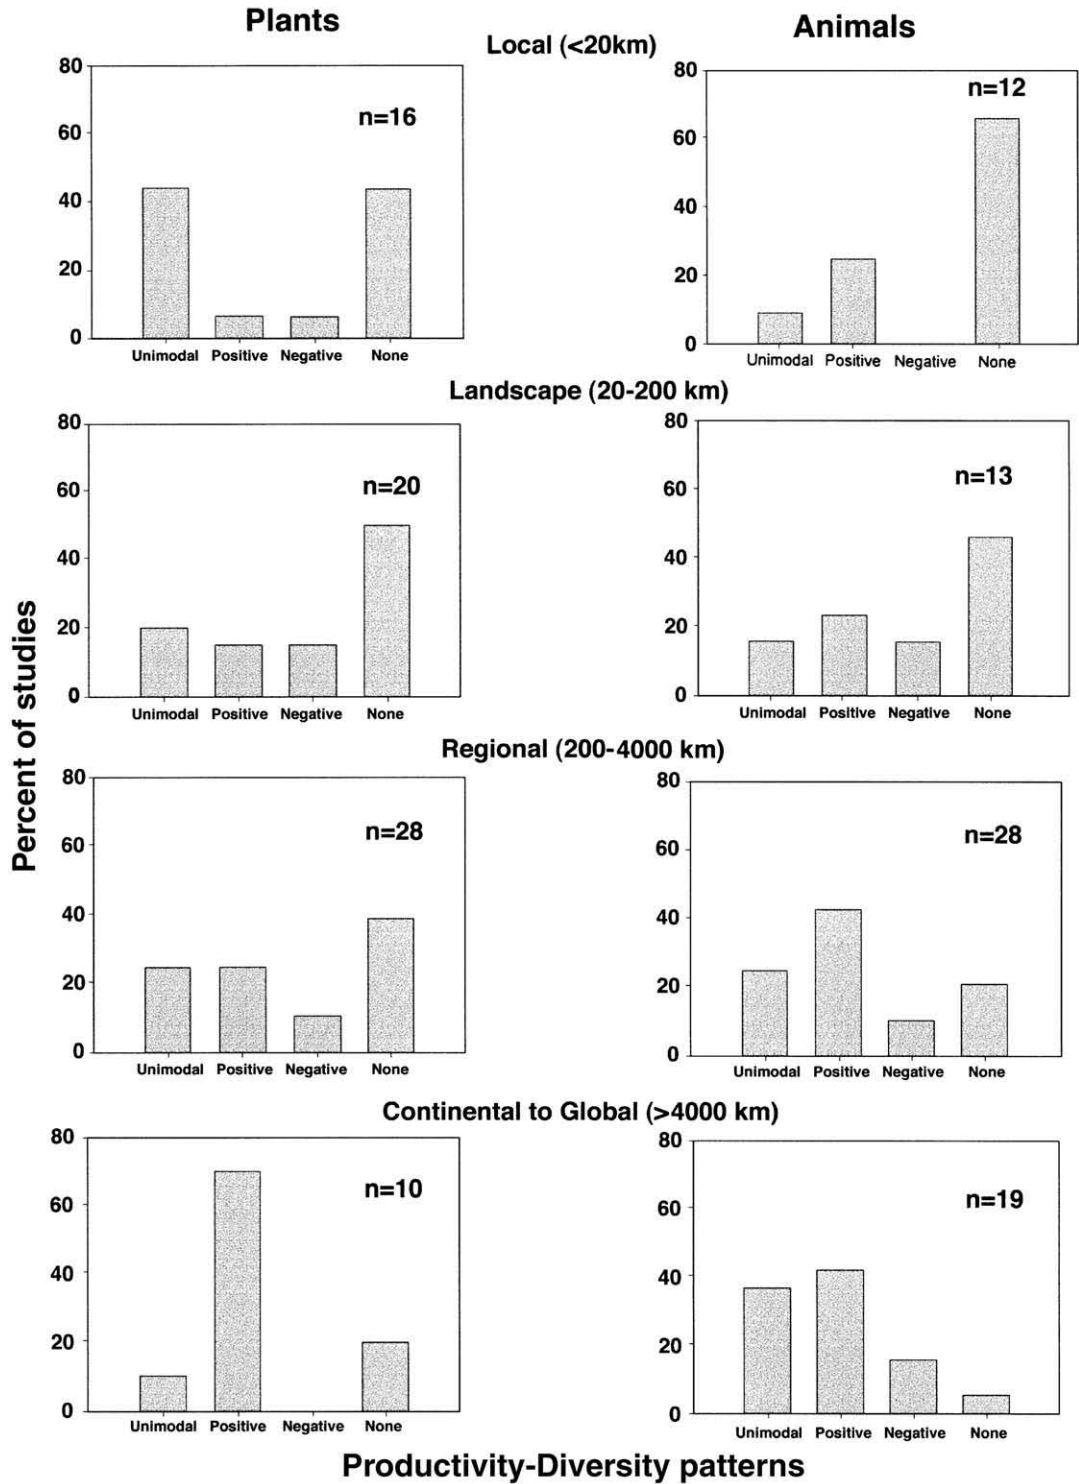 Plants
Animals
Local (<20km)
80
60
40
20
0
n=16
Unimodal Positive Negative None
80
60
40
20
0
n=12
Unimodal Positive Negative None
Landscape (20-200 km)
80
60
40
20
0
n=20
Unimodal Positive Negative None
80
60
40
20
0
n=13
Unimodal Positive Negative None
Percent of studies
Regional (200-4000 km)
80
60
40
20
0
n=28
Unimodal Positive Negative None
80
60
40
20
0
n=28
Unimodal Positive Negative None
Continental to Global (>4000 km)
80
60
40
20
0
n=10
Unimodal Positive Negative None
80
60
40
20
0
n=19
Unimodal Positive Negative None
Productivity-Diversity patterns